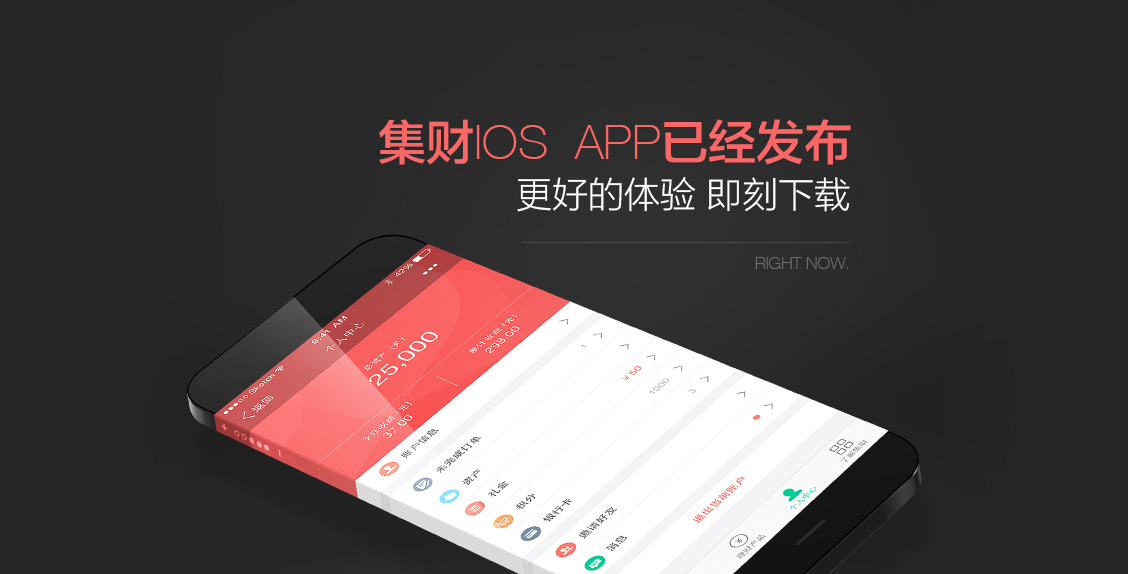 集财IOS APP已经发布
更好的体验 即刻下载
RIGHT NOW.
Sketch 9:41 AM 42%
返回 个人中心
总资产（元）
25,000
今日收益（元）
37.00
累计收益（元）
298.00
账户信息
未完成订单 1
资产
礼金 ¥ 50
积分 1000
银行卡 3
邀请好友
消息
退出当前账户
理财产品
个人中心
了解集财